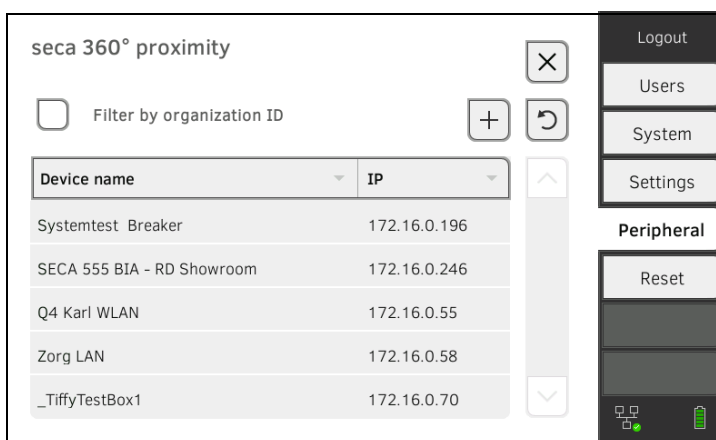 seca 360° proximity
Filter by organization ID
Device name IP
Systemtest Breaker 172.16.0.196
SECA 555 BIA - RD Showroom 172.16.0.246
Q4 Karl WLAN 172.16.0.55
Zorg LAN 172.16.0.58
_TiffyTestBox1 172.16.0.70
Logout
Users
System
Settings
Peripheral
Reset